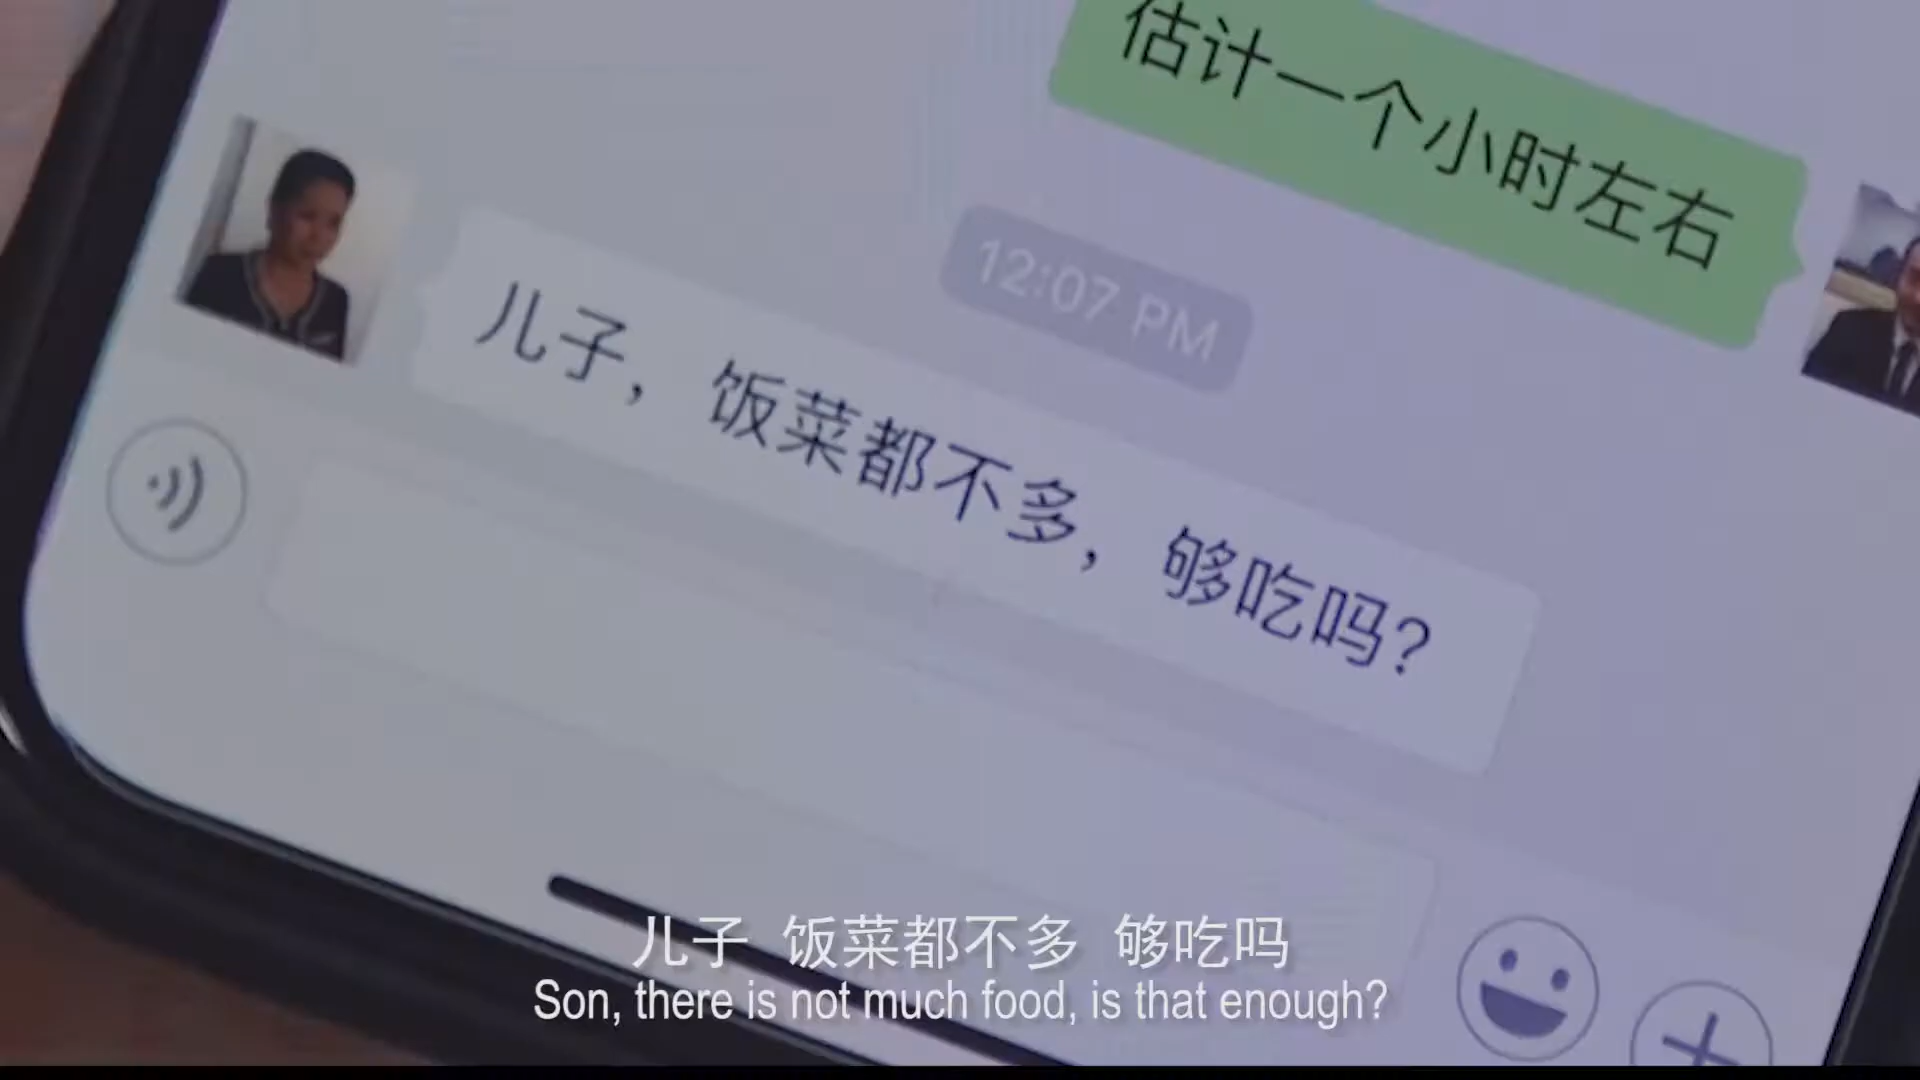 估计一个小时左右
12:07 PM
儿子，饭菜都不多，够吃吗？
儿子 饭菜都不多 够吃吗
Son, there is not much food, is that enough?